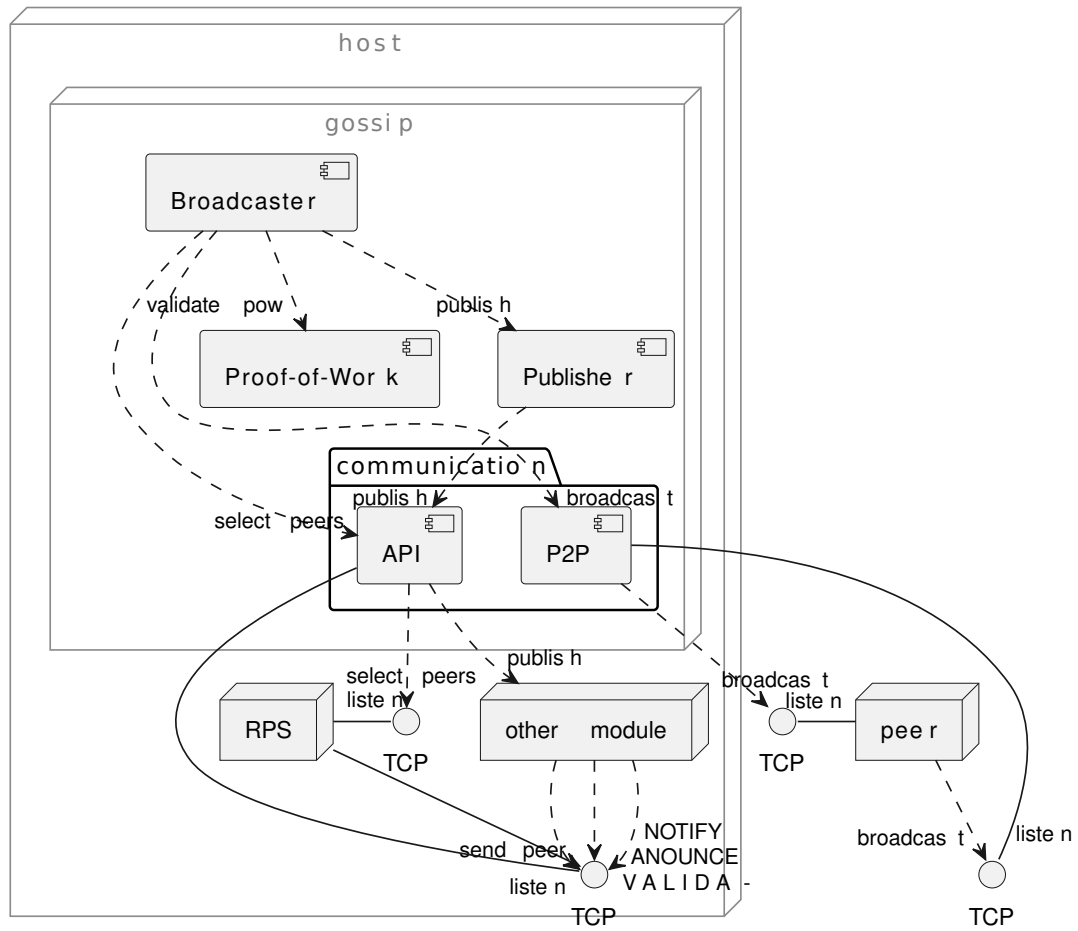 host
gossip
Broadcaster
validate pow
publish
Proof-of-Work
Publisher
communication
publish
broadcast
select peers
API
P2P
publish
select peers
listen
broadcast
listen
RPS
other module
peer
TCP
TCP
NOTIFY
ANOUNCE
VALIDA-
send peer
listen
broadcast
listen
TCP
TCP